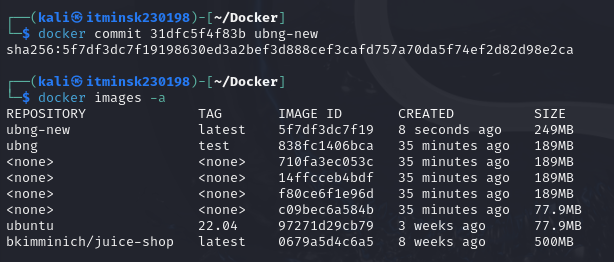 ┌──(kali㉿itminsk230198)-[~/Docker]
└─$ docker commit 31dfc5f4f83b ubng-new
sha256:5f7df3dc7f19198630ed3a2bef3d888cef3cafd757a70da5f74ef2d82d98e2ca
┌──(kali㉿itminsk230198)-[~/Docker]
└─$ docker images -a
REPOSITORY TAG IMAGE ID CREATED SIZE
ubng-new latest 5f7df3dc7f19 8 seconds ago 249MB
ubng test 838fc1406bca 35 minutes ago 189MB
<none> <none> 710fa3ec053c 35 minutes ago 189MB
<none> <none> 14ffcceb4bdf 35 minutes ago 189MB
<none> <none> f80ce6f1e96d 35 minutes ago 189MB
<none> <none> c09bec6a584b 35 minutes ago 77.9MB
ubuntu 22.04 97271d29cb79 3 weeks ago 77.9MB
bkimminich/juice-shop latest 0679a5d4c6a5 8 weeks ago 500MB